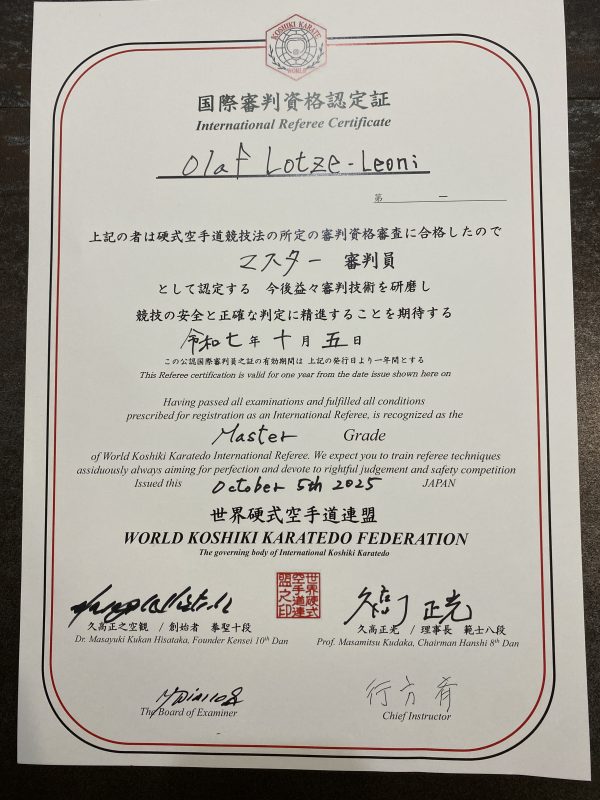 KOSHIKI KARATE
WORLD
国際審判資格認定証
International Referee Certificate
Olaf Lotze-Leoni
第 ー
上記の者は硬式空手道競技法の所定の審判資格審査に合格したので
マスター 審判員
として認定する 今後益々審判技術を研磨し
競技の安全と正確な判定に精進することを期待する
令和七年十月五日
この公認国際審判員之証の有効期間は 上記の発行日より一年間とする
This Referee certification is valid for one year from the date issue shown here on
Having passed all examinations and fulfilled all conditions
prescribed for registration as an International Referee, is recognized as the
Master Grade
of World Koshiki Karatedo International Referee. We expect you to train referee techniques
assiduously always aiming for perfection and devote to rightful judgement and safety competition
Issued this October 5th 2025 JAPAN
世界硬式空手道連盟
WORLD KOSHIKI KARATEDO FEDERATION
The governing body of International Koshiki Karatedo
世界硬式
空手道連
盟之印
久高正光
久高正之空観 / 創始者 拳聖十段
Dr. Masayuki Kukan Hisataka, Founder Kensei 10th Dan
久高正光 / 理事長 範士八段
Prof. Masamitsu Kudaka, Chairman Hanshi 8th Dan
The Board of Examiner
Chief Instructor